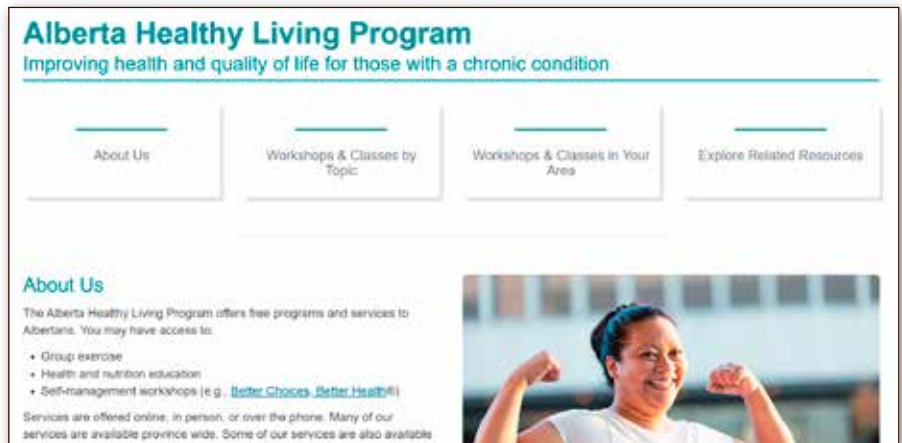 Alberta Healthy Living Program
Improving health and quality of life for those with a chronic condition
About Us
Workshops & Classes by
Topic
Workshops & Classes in Your
Area
Explore Related Resources
About Us
The Alberta Healthy Living Program offers free programs and services to
Albertans. You may have access to:
• Group exercise
• Health and nutrition education
• Self-management workshops (e.g., Better Choices, Better Health®)
Services are offered online, in person, or over the phone. Many of our
services are available province wide. Some of our services are also available